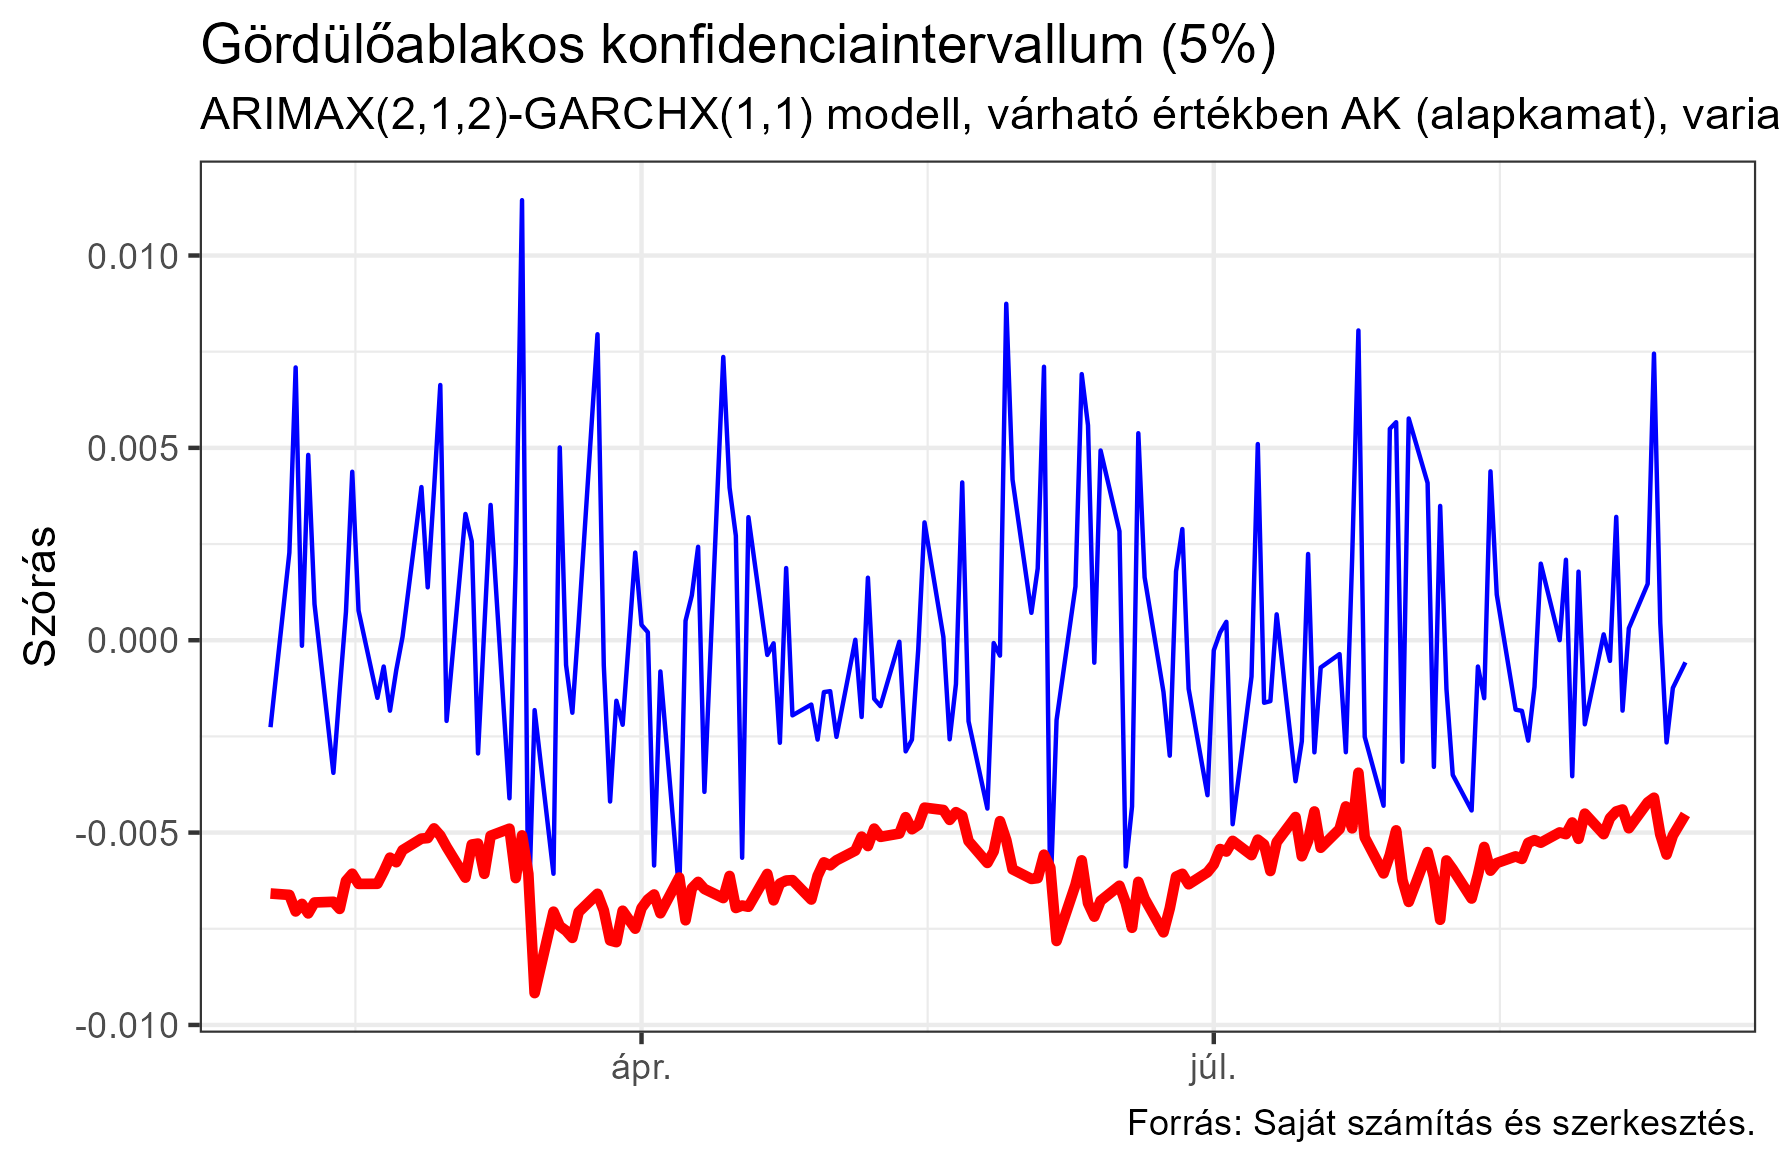 Gördülőablakos konfidenciaintervallum (5%)
ARIMAX(2,1,2)-GARCHX(1,1) modell, várható értékben AK (alapkamat), varia
Szórás
0.010
0.005
0.000
-0.005
-0.010
ápr.
júl.
Forrás: Saját számítás és szerkesztés.